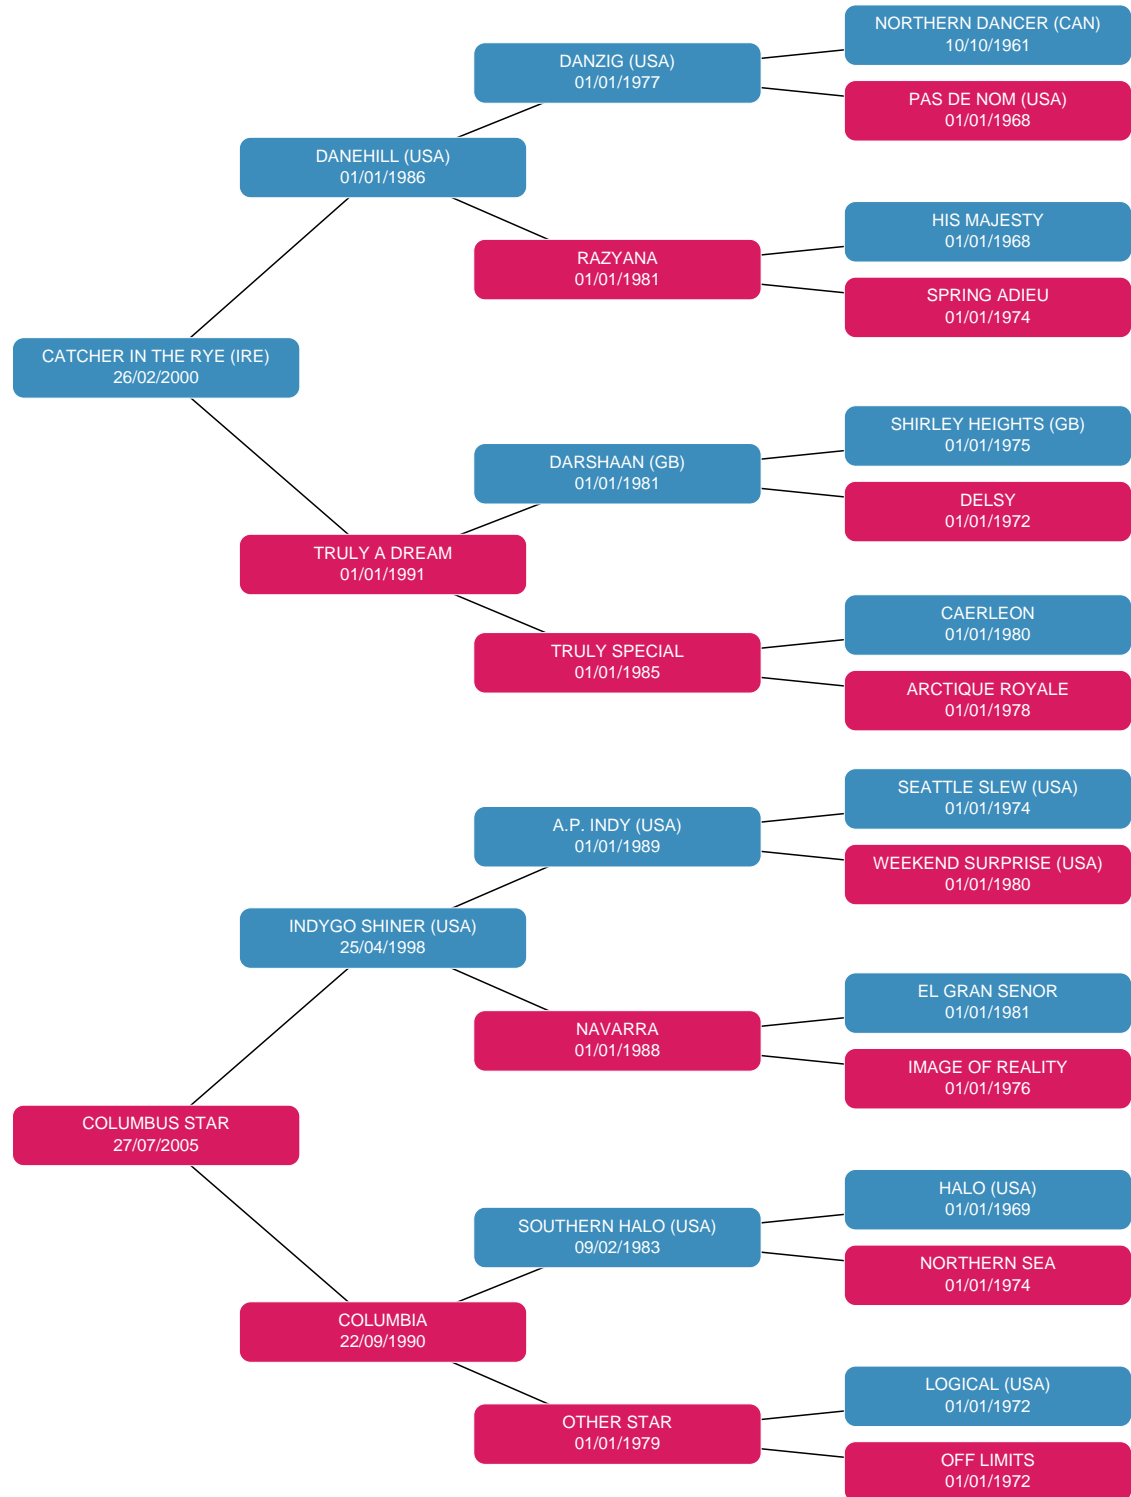 NORTHERN DANCER (CAN)
10/10/1961
DANZIG (USA)
01/01/1977
PAS DE NOM (USA)
01/01/1968
DANEHILL (USA)
01/01/1986
HIS MAJESTY
01/01/1968
RAZYANA
01/01/1981
SPRING ADIEU
01/01/1974
CATCHER IN THE RYE (IRE)
26/02/2000
SHIRLEY HEIGHTS (GB)
01/01/1975
DARSHAAN (GB)
01/01/1981
DELSY
01/01/1972
TRULY A DREAM
01/01/1991
CAERLEON
01/01/1980
TRULY SPECIAL
01/01/1985
ARCTIQUE ROYALE
01/01/1978
SEATTLE SLEW (USA)
01/01/1974
A.P. INDY (USA)
01/01/1989
WEEKEND SURPRISE (USA)
01/01/1980
INDYGO SHINER (USA)
25/04/1998
EL GRAN SENOR
01/01/1981
NAVARRA
01/01/1988
IMAGE OF REALITY
01/01/1976
COLUMBUS STAR
27/07/2005
HALO (USA)
01/01/1969
SOUTHERN HALO (USA)
09/02/1983
NORTHERN SEA
01/01/1974
COLUMBIA
22/09/1990
LOGICAL (USA)
01/01/1972
OTHER STAR
01/01/1979
OFF LIMITS
01/01/1972